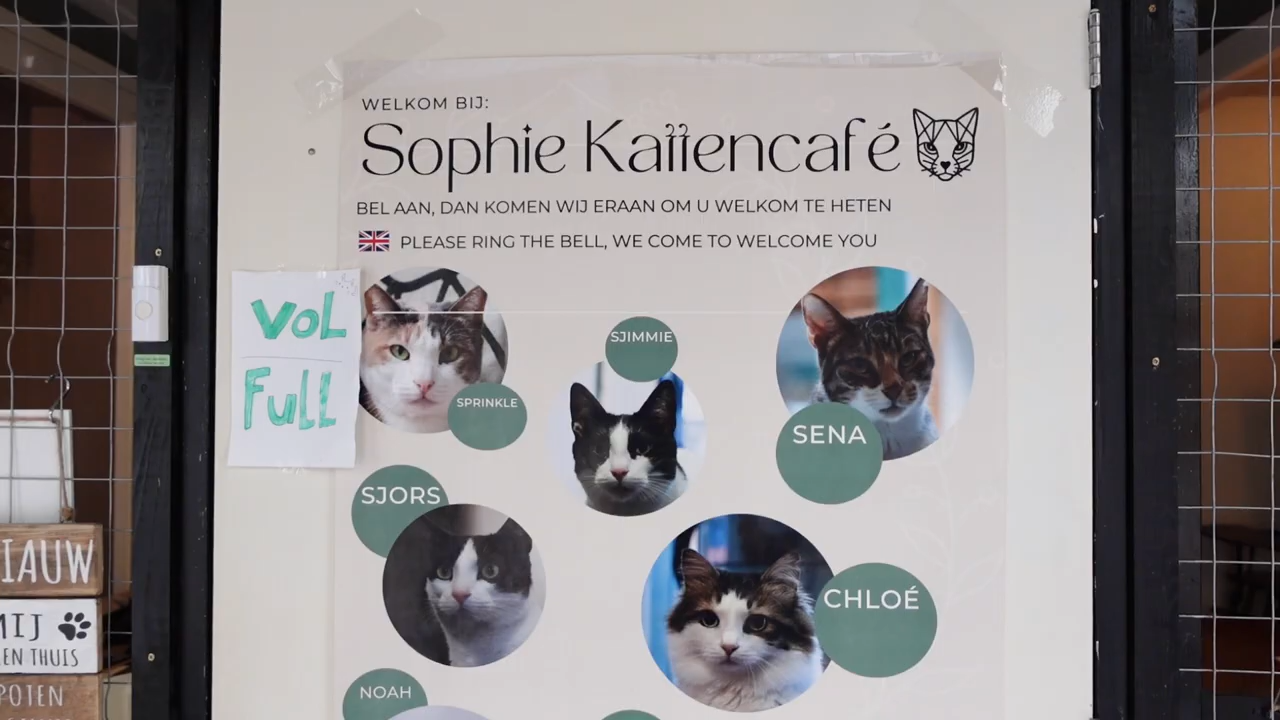 WELKOM BIJ:
Sophie Kattencafé
BEL AAN, DAN KOMEN WIJ ERAAN OM U WELKOM TE HETEN
PLEASE RING THE BELL, WE COME TO WELCOME YOU
VOL
FULL
SPRINKLE
SJIMMIE
SENA
SJORS
CHLOÉ
NOAH
IAUW
MIJ
EN THUIS
POTEN